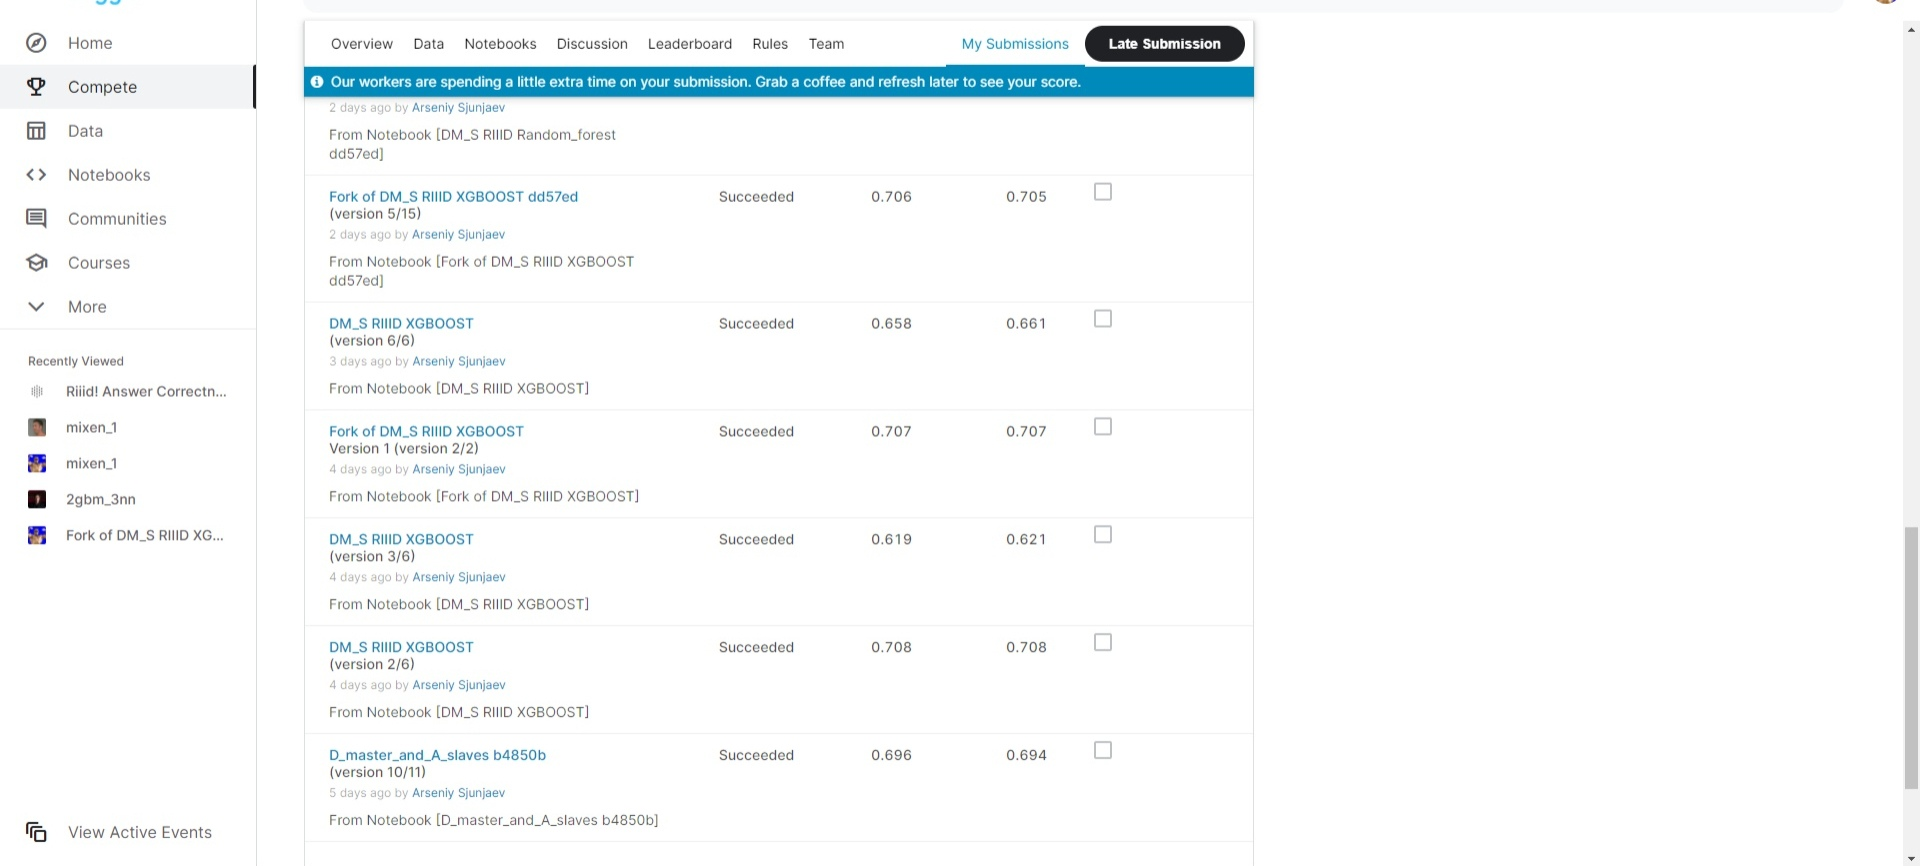 Home
Compete
Data
Notebooks
Communities
Courses
More
Recently Viewed
Riiid! Answer Correctn...
mixen_1
mixen_1
2gbm_3nn
Fork of DM_S RIIID XG...
View Active Events
Overview Data Notebooks Discussion Leaderboard Rules Team My Submissions Late Submission
Our workers are spending a little extra time on your submission. Grab a coffee and refresh later to see your score.
2 days ago by Arseniy Sjunjaev
From Notebook [DM_S RIIID Random_forest
dd57ed]
Fork of DM_S RIIID XGBOOST dd57ed Succeeded 0.706 0.705
(version 5/15)
2 days ago by Arseniy Sjunjaev
From Notebook [Fork of DM_S RIIID XGBOOST
dd57ed]
DM_S RIIID XGBOOST Succeeded 0.658 0.661
(version 6/6)
3 days ago by Arseniy Sjunjaev
From Notebook [DM_S RIIID XGBOOST]
Fork of DM_S RIIID XGBOOST Succeeded 0.707 0.707
Version 1 (version 2/2)
4 days ago by Arseniy Sjunjaev
From Notebook [Fork of DM_S RIIID XGBOOST]
DM_S RIIID XGBOOST Succeeded 0.619 0.621
(version 3/6)
4 days ago by Arseniy Sjunjaev
From Notebook [DM_S RIIID XGBOOST]
DM_S RIIID XGBOOST Succeeded 0.708 0.708
(version 2/6)
4 days ago by Arseniy Sjunjaev
From Notebook [DM_S RIIID XGBOOST]
D_master_and_A_slaves b4850b Succeeded 0.696 0.694
(version 10/11)
5 days ago by Arseniy Sjunjaev
From Notebook [D_master_and_A_slaves b4850b]